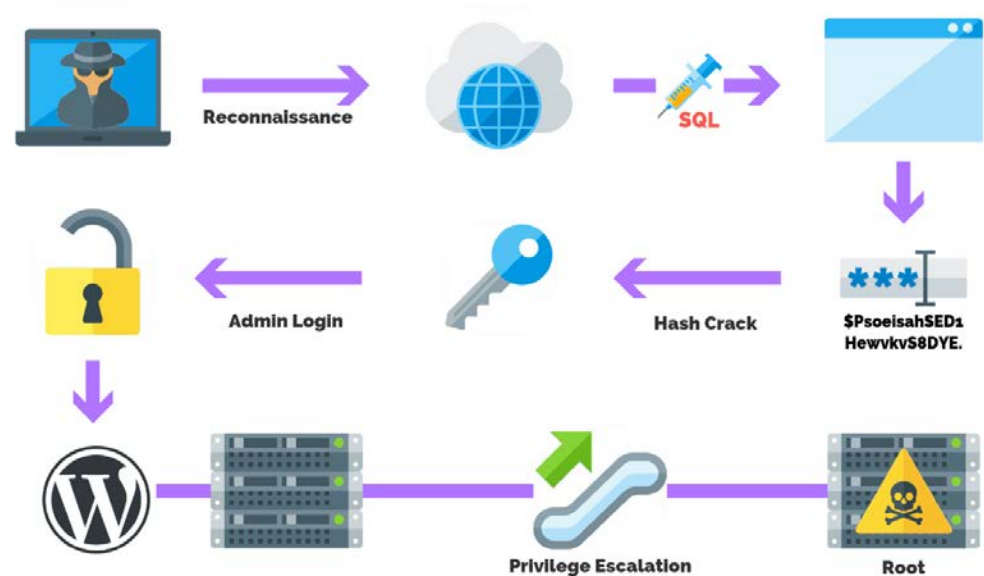 Reconnaissance
SQL
***
$PsoeisahSED1
HewvkvS8DYE.
Hash Crack
Admin Login
W
Privilege Escalation
Root